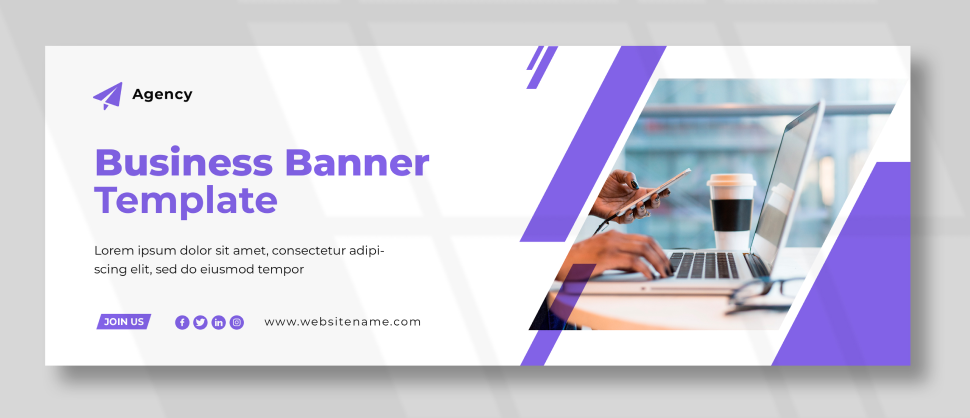 Agency
Business Banner
Template
Lorem ipsum dolor sit amet, consectetur adipi-
scing elit, sed do eiusmod tempor
JOIN US
www.websitename.com